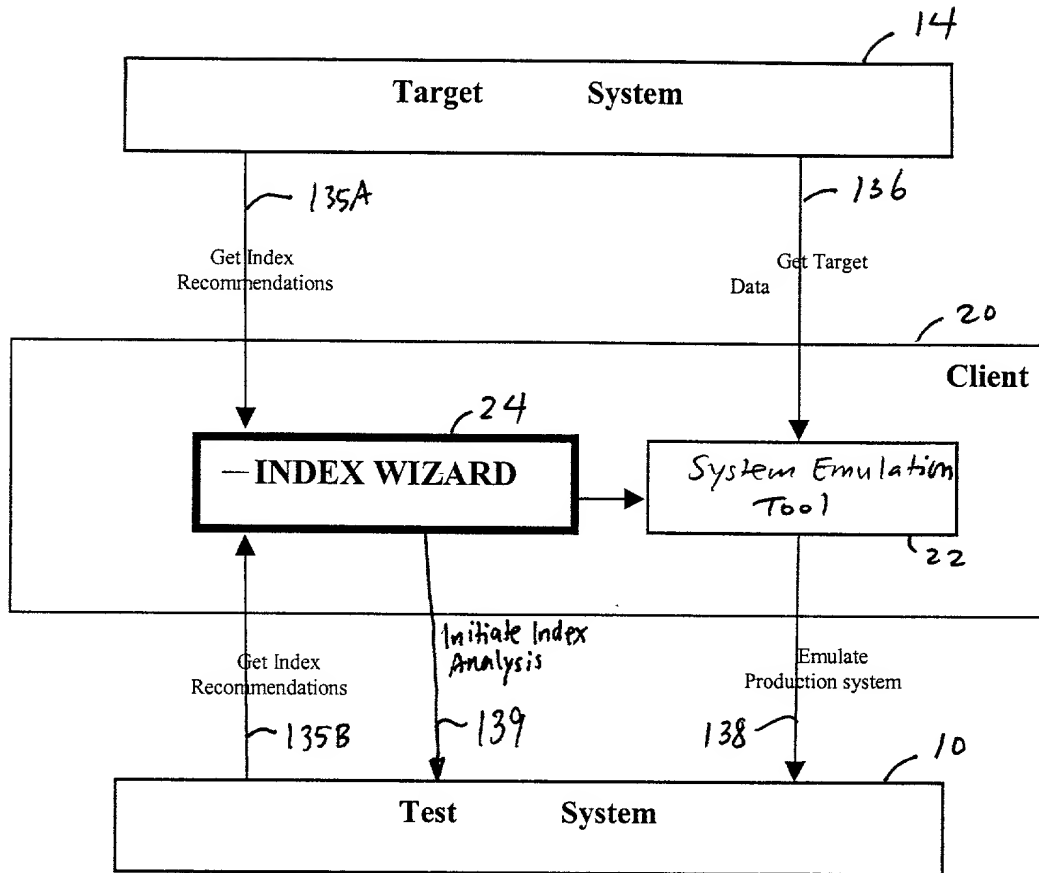 14
Target System
135A
136
Get Index
Recommendations
Get Target
Data
20
Client
24
— INDEX WIZARD
System Emulation
Tool
22
Initiate Index
Analysis
Get Index
Recommendations
Emulate
Production system
135B
139
138
10
Test System